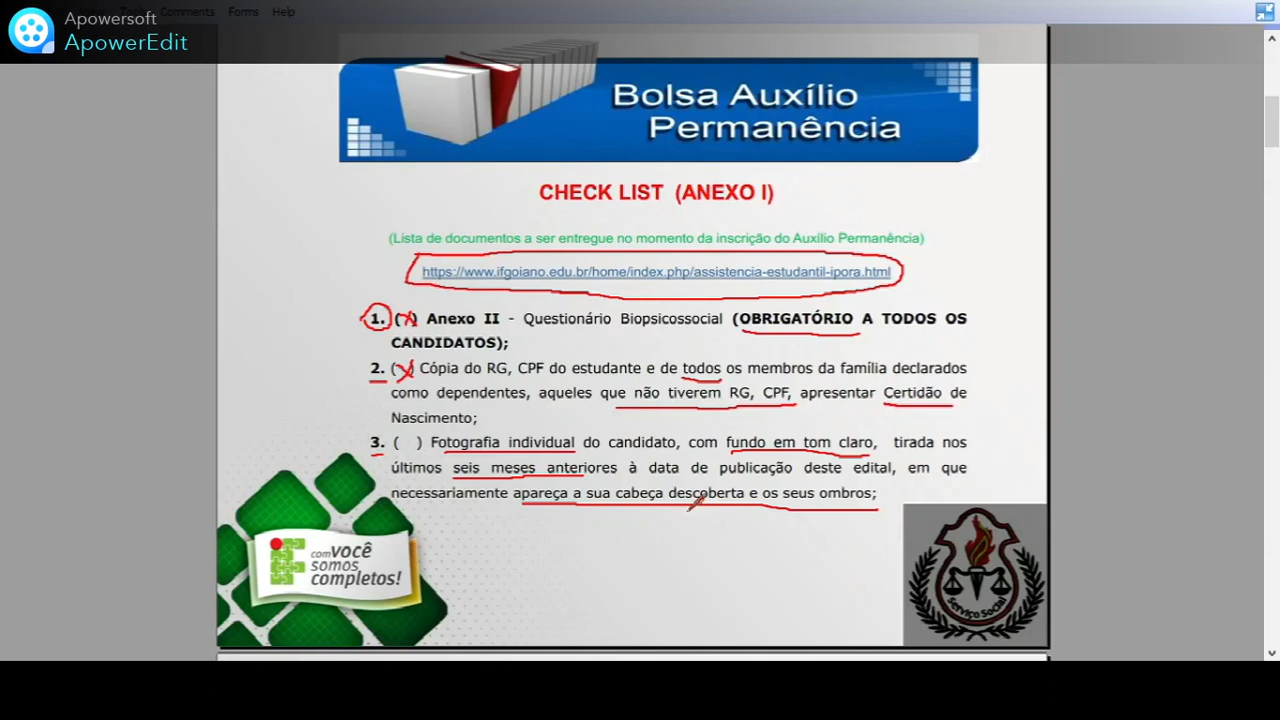 Apowersoft
ApowerEdit
Comments
Forms
Help
Bolsa Auxílio
Permanência
CHECK LIST (ANEXO I)
(Lista de documentos a ser entregue no momento da inscrição do Auxílio Permanência)
https://www.ifgoiano.edu.br/home/index.php/assistencia-estudantil-ipora.html
1. ( ) Anexo II - Questionário Biopsicossocial (OBRIGATÓRIO A TODOS OS
CANDIDATOS);
2. ( ) Cópia do RG, CPF do estudante e de todos os membros da família declarados
como dependentes, aqueles que não tiverem RG, CPF, apresentar Certidão de
Nascimento;
3. ( ) Fotografia individual do candidato, com fundo em tom claro, tirada nos
últimos seis meses anteriores à data de publicação deste edital, em que
necessariamente apareça a sua cabeça descoberta e os seus ombros;
com você
somos
completos!
Serviço Social